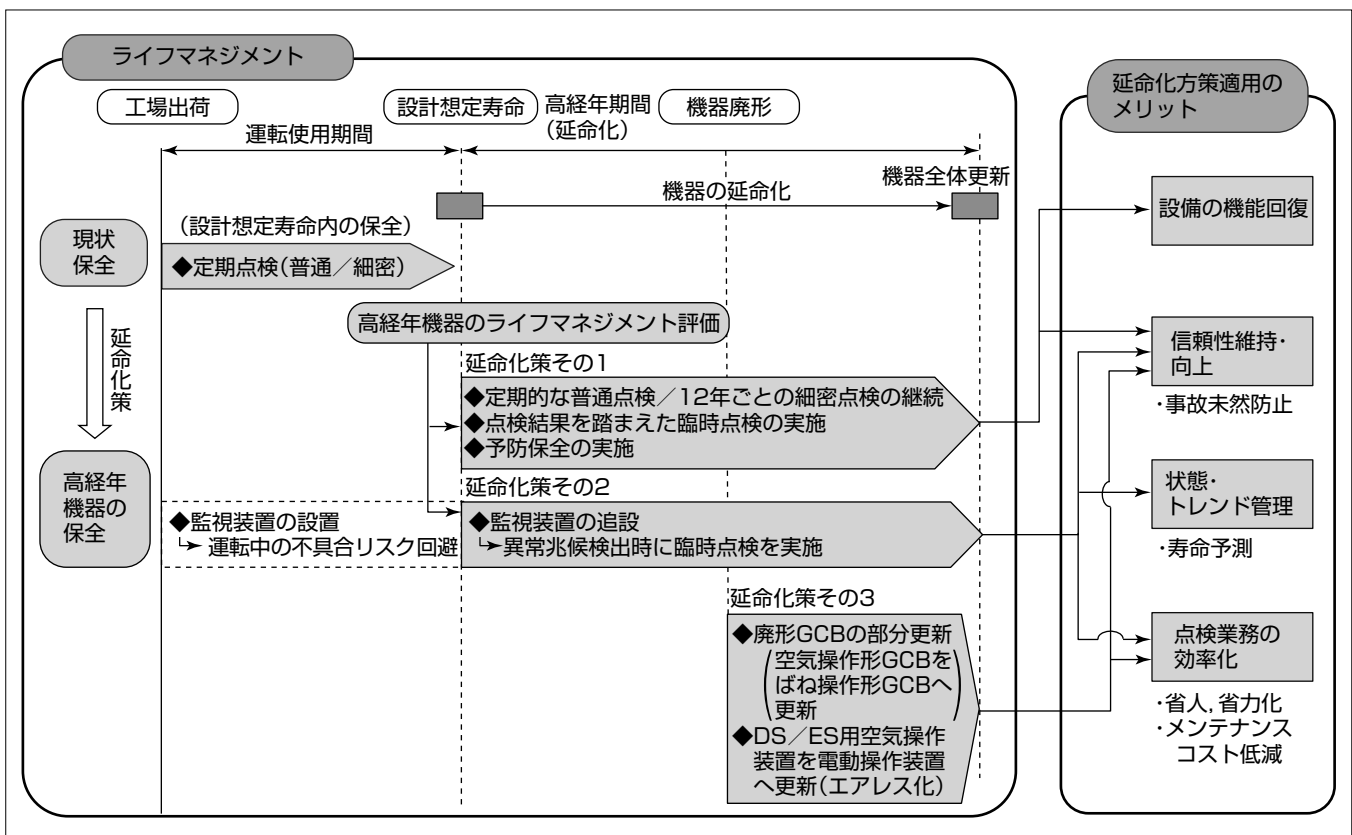 ライフマネジメント
工場出荷
設計想定寿命
高経年期間
(延命化)
機器廃形
運転使用期間
機器の延命化
機器全体更新
現状
保全
(設計想定寿命内の保全)
◆定期点検(普通／細密)
延命化策
高経年機器のライフマネジメント評価
延命化策その1
◆定期的な普通点検／12年ごとの細密点検の継続
◆点検結果を踏まえた臨時点検の実施
◆予防保全の実施
高経年
機器の
保全
延命化策その2
◆監視装置の設置
運転中の不具合リスク回避
◆監視装置の追設
異常兆候検出時に臨時点検を実施
延命化策その3
◆廃形GCBの部分更新
(空気操作形GCBを
ばね操作形GCBへ
更新)
◆DS／ES用空気操作
装置を電動操作装置
へ更新(エアレス化)
延命化方策適用の
メリット
設備の機能回復
信頼性維持・
向上
・事故未然防止
状態・
トレンド管理
・寿命予測
点検業務の
効率化
・省人, 省力化
・メンテナンス
コスト低減